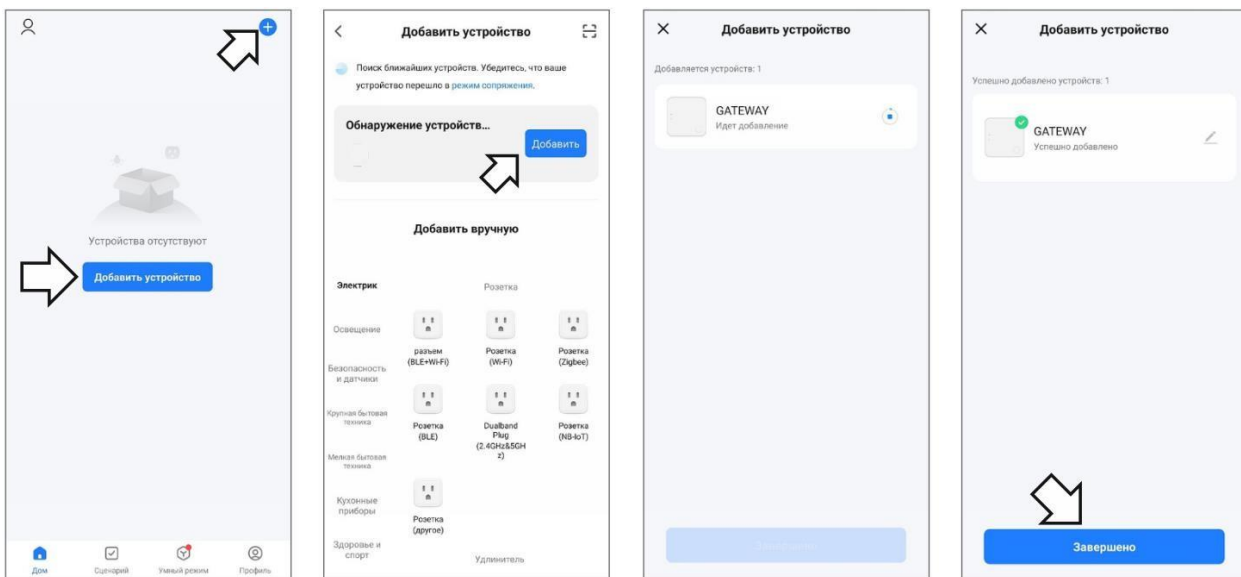 Устройства отсутствуют
Добавить устройство
Дом
Сценарий
Умный режим
Профиль
Добавить устройство
Поиск ближайших устройств. Убедитесь, что ваше
устройство перешло в режим сопряжения.
Обнаружение устройств...
Добавить
Добавить вручную
Электрик
Розетка
Освещение
разъем
(BLE+Wi-Fi)
Розетка
(Wi-Fi)
Розетка
(Zigbee)
Безопасность
и датчики
Крупная бытовая
техника
Розетка
(BLE)
Dualband
Plug
(2.4GHz&5GH
z)
Розетка
(NB-IoT)
Мелкая бытовая
техника
Кухонные
приборы
Розетка
(другое)
Здоровье и
спорт
Удлинитель
Добавить устройство
Добавляется устройств: 1
GATEWAY
Идет добавление
Добавить устройство
Успешно добавлено устройств: 1
GATEWAY
Успешно добавлено
Завершено